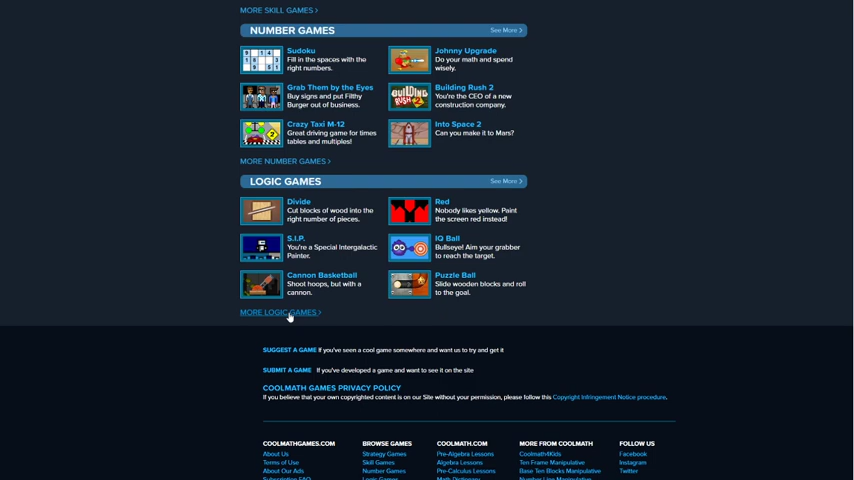 MORE SKILL GAMES >
NUMBER GAMES
See More >
Sudoku
Fill in the spaces with the
right numbers.
Johnny Upgrade
Do your math and spend
wisely.
Grab Them by the Eyes
Buy signs and put Filthy
Burger out of business.
Building Rush 2
You're the CEO of a new
construction company.
Crazy Taxi M-12
Great driving game for times
tables and multiples!
Into Space 2
Can you make it to Mars?
MORE NUMBER GAMES >
LOGIC GAMES
See More >
Divide
Cut blocks of wood into the
right number of pieces.
Red
Nobody likes yellow. Paint
the screen red instead!
S.I.P.
You're a Special Intergalactic
Painter.
IQ Ball
Bullseye! Aim your grabber
to reach the target.
Cannon Basketball
Shoot hoops, but with a
cannon.
Puzzle Ball
Slide wooden blocks and roll
to the goal.
MORE LOGIC GAMES >
SUGGEST A GAME If you've seen a cool game somewhere and want us to try and get it
SUBMIT A GAME If you've developed a game and want to see it on the site
COOLMATH GAMES PRIVACY POLICY
If you believe that your own copyrighted content is on our Site without your permission, please follow this Copyright Infringement Notice procedure.
COOLMATHGAMES.COM
About Us
Terms of Use
About Our Ads
Subscription FAQ
BROWSE GAMES
Strategy Games
Skill Games
Number Games
Logic Games
COOLMATH.COM
Pre-Algebra Lessons
Algebra Lessons
Pre-Calculus Lessons
Math Dictionary
MORE FROM COOLMATH
Coolmath4Kids
Ten Frame Manipulative
Base Ten Blocks Manipulative
Number Line Manipulative
FOLLOW US
Facebook
Instagram
Twitter